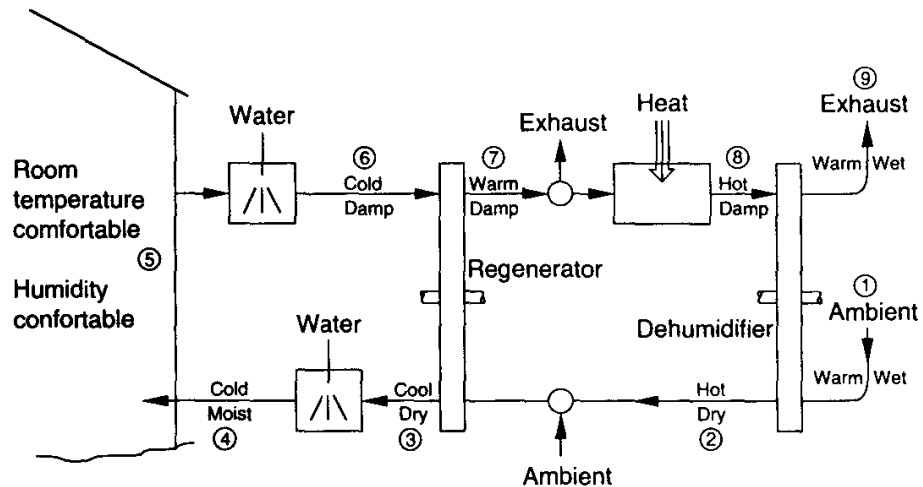 ⑨
Exhaust
Heat
Water
Exhaust
⑥
⑦
⑧
Warm Wet
Room
temperature
comfortable
Cold
Damp
Warm
Damp
Hot
Damp
⑤
Regenerator
①
Ambient
Humidity
confortable
Water
Dehumidifier
Warm Wet
Cold
Moist
④
Cool
Dry
③
Hot
Dry
②
Ambient